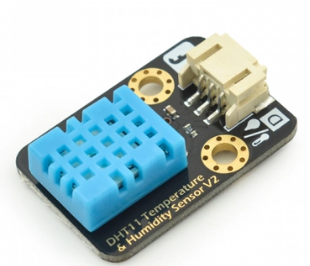 D
DHT11 Temperature
& Humidity Sensor V2